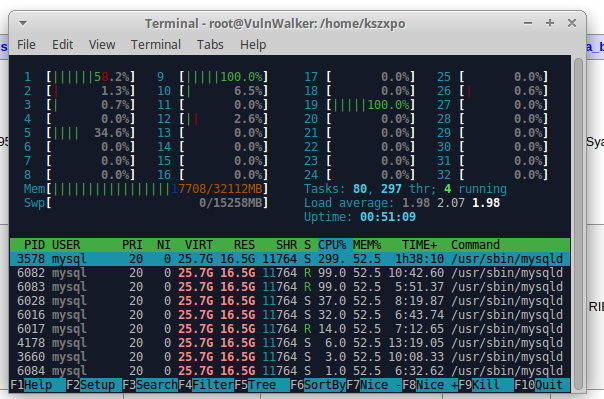 Terminal - root@VulnWalker: /home/kszxpo
File Edit View Terminal Tabs Help
s
a_b
1 [||||||58.2%] 9 [|||||100.0%] 17 [ 0.0%] 25 [ 0.0%]
2 [| 1.3%] 10 [| 6.5%] 18 [ 0.0%] 26 [| 0.6%]
3 [| 0.7%] 11 [ 0.0%] 19 [|||||100.0%] 27 [ 0.0%]
4 [ 0.0%] 12 [|| 2.6%] 20 [ 0.0%] 28 [ 0.0%]
5 [|||| 34.6%] 13 [ 0.0%] 21 [ 0.0%] 29 [ 0.0%]
6 [ 0.0%] 14 [ 0.0%] 22 [ 0.0%] 30 [ 0.0%]
7 [ 0.0%] 15 [ 0.0%] 23 [ 0.0%] 31 [ 0.0%]
8 [ 0.0%] 16 [ 0.0%] 24 [ 0.0%] 32 [ 0.0%]
Mem[||||||||||||||||||17708/32112MB] Tasks: 80, 297 thr; 4 running
Swp[ 0/15258MB] Load average: 1.98 2.07 1.98
Uptime: 00:51:09
PID USER PRI NI VIRT RES SHR S CPU% MEM% TIME+ Command
3578 mysql 20 0 25.7G 16.5G 11764 S 299. 52.5 1h38:10 /usr/sbin/mysqld
6082 mysql 20 0 25.7G 16.5G 11764 R 99.0 52.5 10:42.60 /usr/sbin/mysqld
6083 mysql 20 0 25.7G 16.5G 11764 R 99.0 52.5 5:51.37 /usr/sbin/mysqld
6028 mysql 20 0 25.7G 16.5G 11764 S 37.0 52.5 8:19.87 /usr/sbin/mysqld
6016 mysql 20 0 25.7G 16.5G 11764 S 32.0 52.5 6:43.74 /usr/sbin/mysqld
6017 mysql 20 0 25.7G 16.5G 11764 R 14.0 52.5 7:12.65 /usr/sbin/mysqld
4178 mysql 20 0 25.7G 16.5G 11764 S 6.0 52.5 13:19.05 /usr/sbin/mysqld
3660 mysql 20 0 25.7G 16.5G 11764 S 3.0 52.5 10:08.33 /usr/sbin/mysqld
6084 mysql 20 0 25.7G 16.5G 11764 S 1.0 52.5 6:32.62 /usr/sbin/mysqld
F1Help F2Setup F3SearchF4FilterF5Tree F6SortByF7Nice -F8Nice +F9Kill F10Quit
95
Sya
RIE